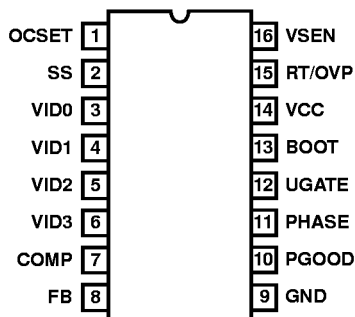 OCSET 1 16 VSEN
SS 2 15 RT/OVP
VID0 3 14 VCC
VID1 4 13 BOOT
VID2 5 12 UGATE
VID3 6 11 PHASE
COMP 7 10 PGOOD
FB 8 9 GND